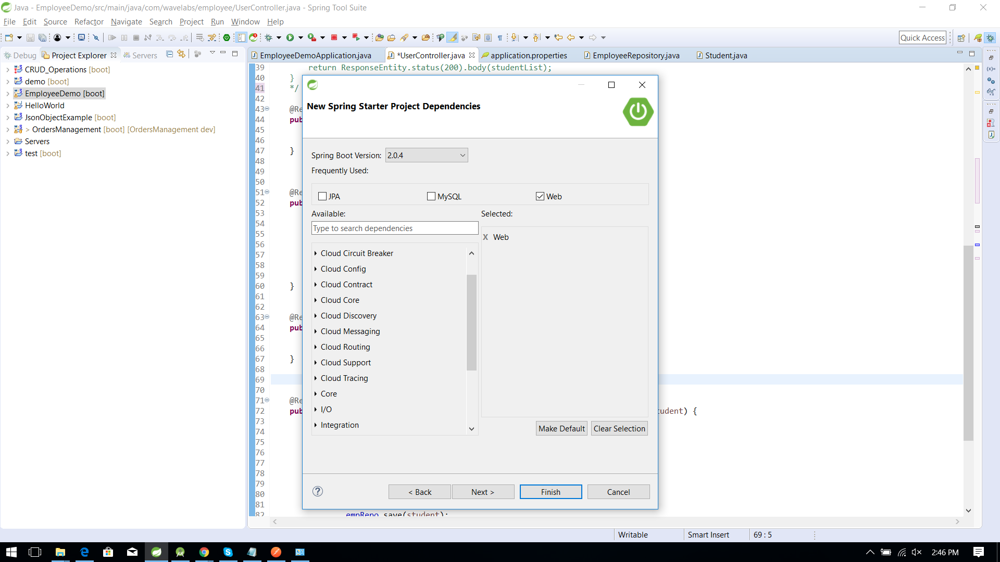 Java - EmployeeDemo/src/main/java/com/wavelabs/employee/UserController.java - Spring Tool Suite
File Edit Source Refactor Navigate Search Project Run Window Help
Quick Access
Debug Project Explorer Servers
EmployeeDemoApplication.java *UserController.java application.properties EmployeeRepository.java Student.java
CRUD_Operations [boot]
demo [boot]
EmployeeDemo [boot]
HelloWorld
JsonObjectExample [boot]
> OrdersManagement [boot] [OrdersManagement dev]
Servers
test [boot]
39 return ResponseEntity.status(200).body(studentList);
40 }
41 */
42
43 @Re
44 pub
45
46
47 }
48
49
50
51 @Re
52 pub
53
54
55
56
57
58
59
60 }
61
62
63 @Re
64 pub
65
66
67 }
68
69
70
71 @Re
72 pub tudent) {
73
74
75
76
77
78
79
80
81
82 empRepo.save(student);
New Spring Starter Project Dependencies
Spring Boot Version: 2.0.4
Frequently Used:
JPA MySQL Web
Available: Selected:
Type to search dependencies
X Web
Cloud Circuit Breaker
Cloud Config
Cloud Contract
Cloud Core
Cloud Discovery
Cloud Messaging
Cloud Routing
Cloud Support
Cloud Tracing
Core
I/O
Integration
Make Default Clear Selection
? < Back Next > Finish Cancel
Writable Smart Insert 69 : 5
2:46 PM